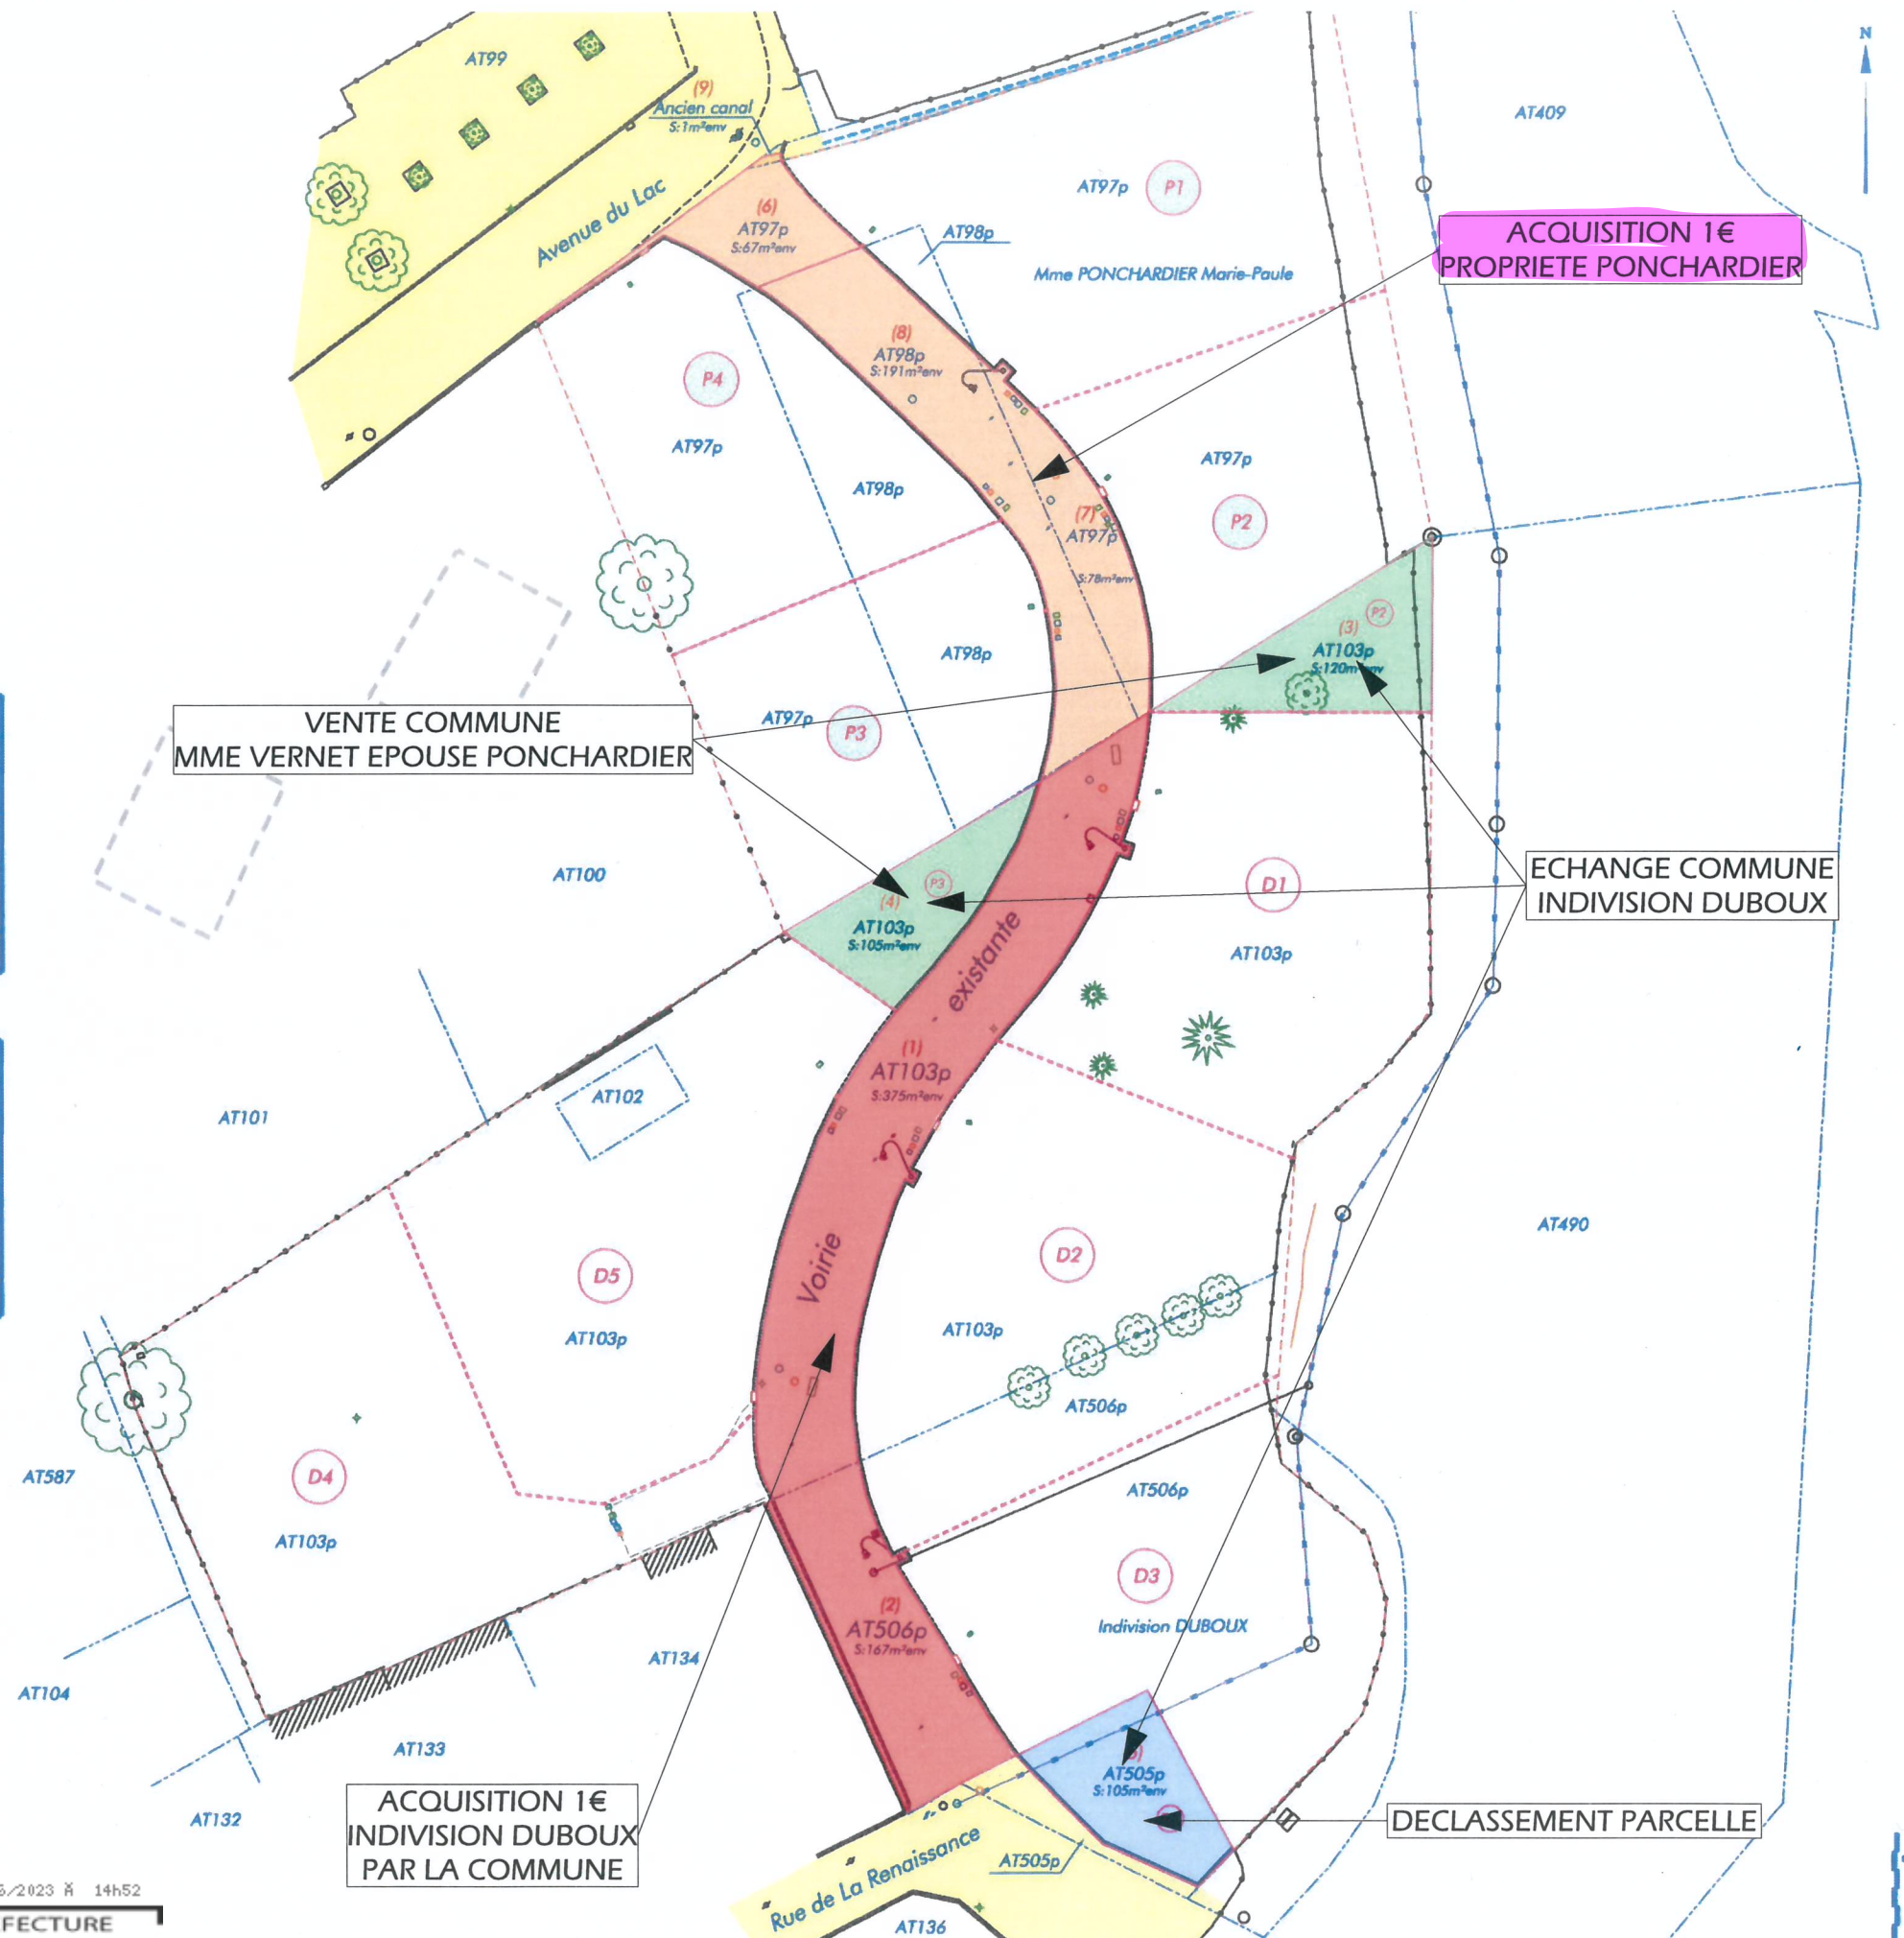 N
AT99
(9)
Ancien canal
S:1m²env
AT409
Avenue du Lac
(6)
AT97p
S:67m²env
AT97p
P1
AT98p
Mme PONCHARDIER Marie-Paule
ACQUISITION 1€
PROPRIETE PONCHARDIER
(8)
AT98p
S:191m²env
P4
AT97p
AT98p
AT97p
P2
(7)
AT97p
S:78m²env
P2
(3)
AT103p
S:120m²env
AT98p
AT97p
P3
VENTE COMMUNE
MME VERNET EPOUSE PONCHARDIER
AT100
P3
(4)
AT103p
S:105m²env
D1
AT103p
ECHANGE COMMUNE
INDIVISION DUBOUX
existante
(1)
AT103p
S:375m²env
AT102
AT101
AT490
D5
AT103p
Voirie
D2
AT103p
AT506p
AT587
D4
AT103p
AT506p
D3
Indivision DUBOUX
(2)
AT506p
S:167m²env
AT134
AT104
AT133
AT132
AT505p
S:105m²env
ACQUISITION 1€
INDIVISION DUBOUX
PAR LA COMMUNE
DECLASSEMENT PARCELLE
AT505p
Rue de La Renaissance
AT136
/2023 À 14h52
FECTURE